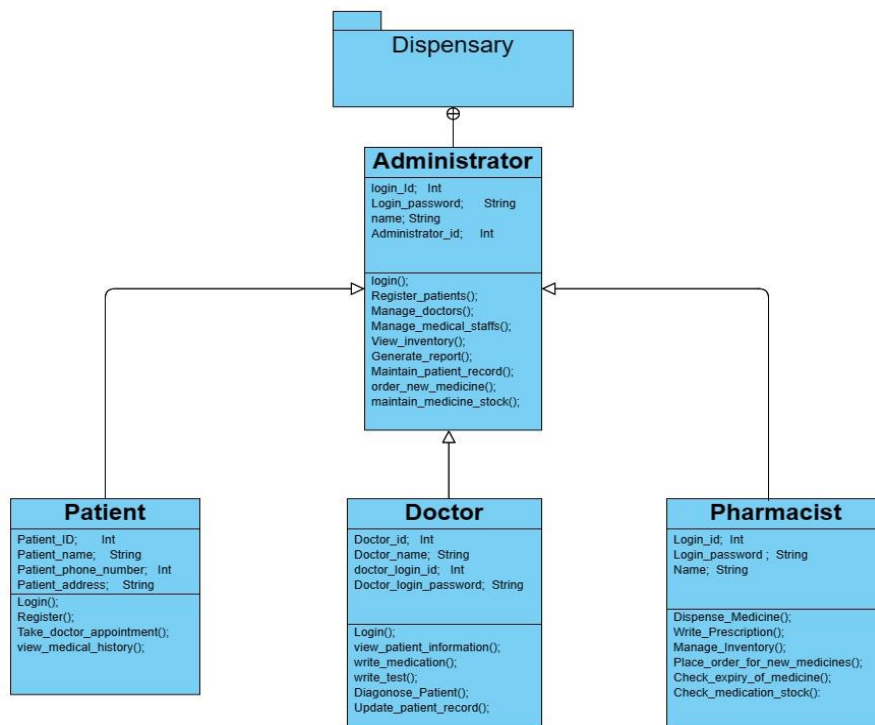 Dispensary
Administrator
login_Id; Int
Login_password; String
name; String
Administrator_id; Int
login();
Register_patients();
Manage_doctors();
Manage_medical_staffs();
View_inventory();
Generate_report();
Maintain_patient_record();
order_new_medicine();
maintain_medicine_stock();
Patient
Patient_ID; Int
Patient_name; String
Patient_phone_number; Int
Patient_address; String
Login();
Register();
Take_doctor_appointment();
view_medical_history();
Doctor
Doctor_id; Int
Doctor_name; String
doctor_login_id; Int
Doctor_login_password; String
Login();
view_patient_information();
write_medication();
write_test();
Diagonose_Patient();
Update_patient_record();
Pharmacist
Login_id; Int
Login_password ; String
Name; String
Dispense_Medicine();
Write_Prescription();
Manage_Inventory();
Place_order_for_new_medicines();
Check_expiry_of_medicine();
Check_medication_stock():